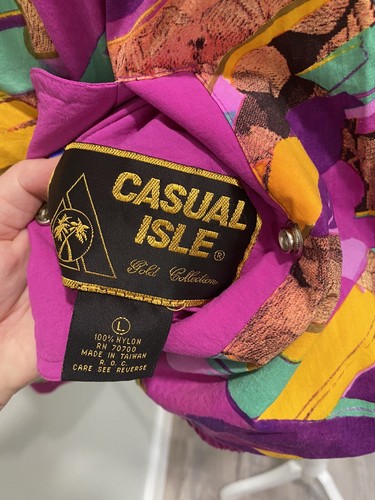 CASUAL
ISLE®
Gold Collection
L
100% NYLON
RN 70700
MADE IN TAIWAN
R. O. C.
CARE SEE REVERSE